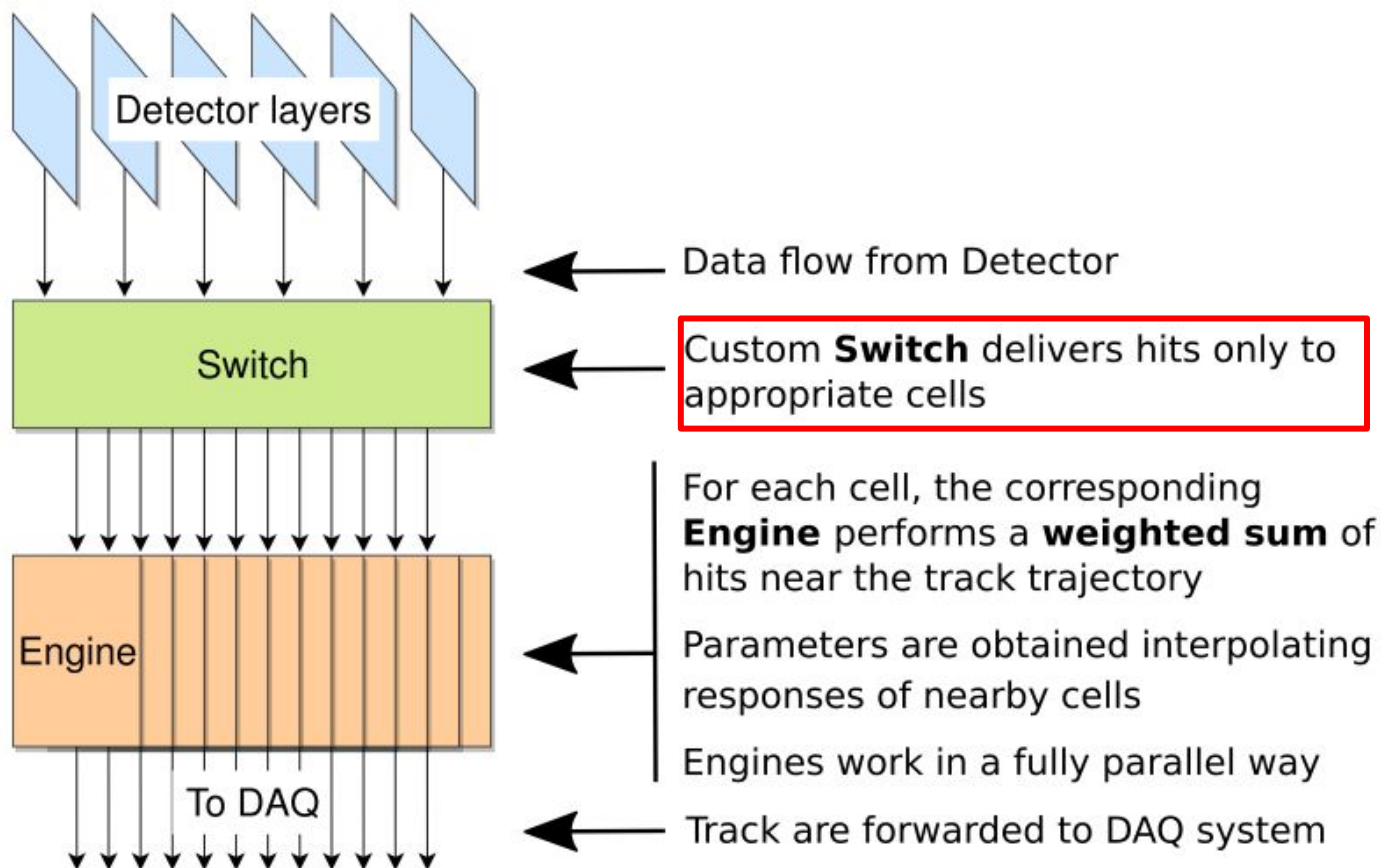 Detector layers
Data flow from Detector
Switch
Custom Switch delivers hits only to
appropriate cells
For each cell, the corresponding
Engine performs a weighted sum of
hits near the track trajectory
Engine
Parameters are obtained interpolating
responses of nearby cells
Engines work in a fully parallel way
To DAQ
Track are forwarded to DAQ system